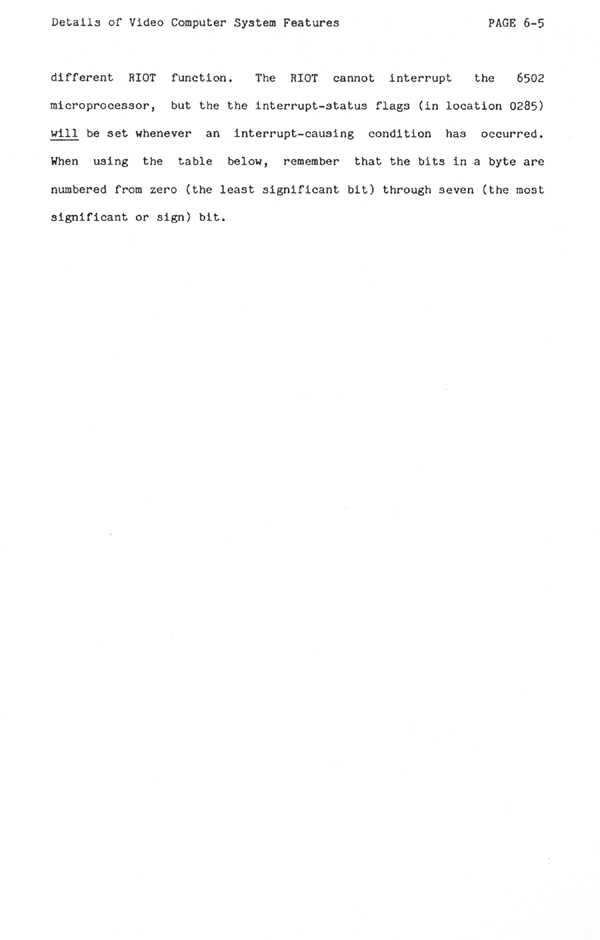 Details of Video Computer System Features PAGE 6-5
different RIOT function. The RIOT cannot interrupt the 6502
microprocessor, but the the interrupt-status flags (in location 0285)
will be set whenever an interrupt-causing condition has occurred.
When using the table below, remember that the bits in a byte are
numbered from zero (the least significant bit) through seven (the most
significant or sign) bit.